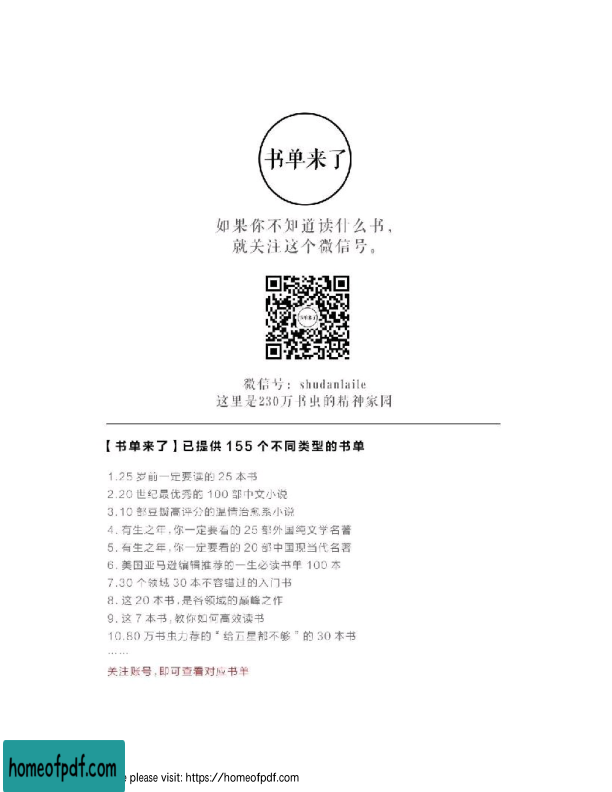 书单来了
如果你不知道读什么书,
就关注这个微信号。
书单来了
微信号: shudanlaile
这里是230万书虫的精神家园
【书单来了】已提供 155 个不同类型的书单
1.25 岁前一定要读的 25 本书
2.20 世纪最优秀的 100 部中文小说
3.10 部豆瓣高评分的温情治愈系小说
4. 有生之年,你一定要看的 25 部外国纯文学名著
5. 有生之年,你一定要看的 20 部中国现当代名著
6. 美国亚马逊编辑推荐的一生必读书单 100 本
7.30 个领域 30 本不容错过的入门书
8. 这 20 本书,是各领域的巅峰之作
9. 这 7 本书,教你如何高效读书
10.80 万书虫力荐的“给五星都不够”的 30 本书
……
关注账号,即可查看对应书单
homeofpdf.com
please visit: https://homeofpdf.com